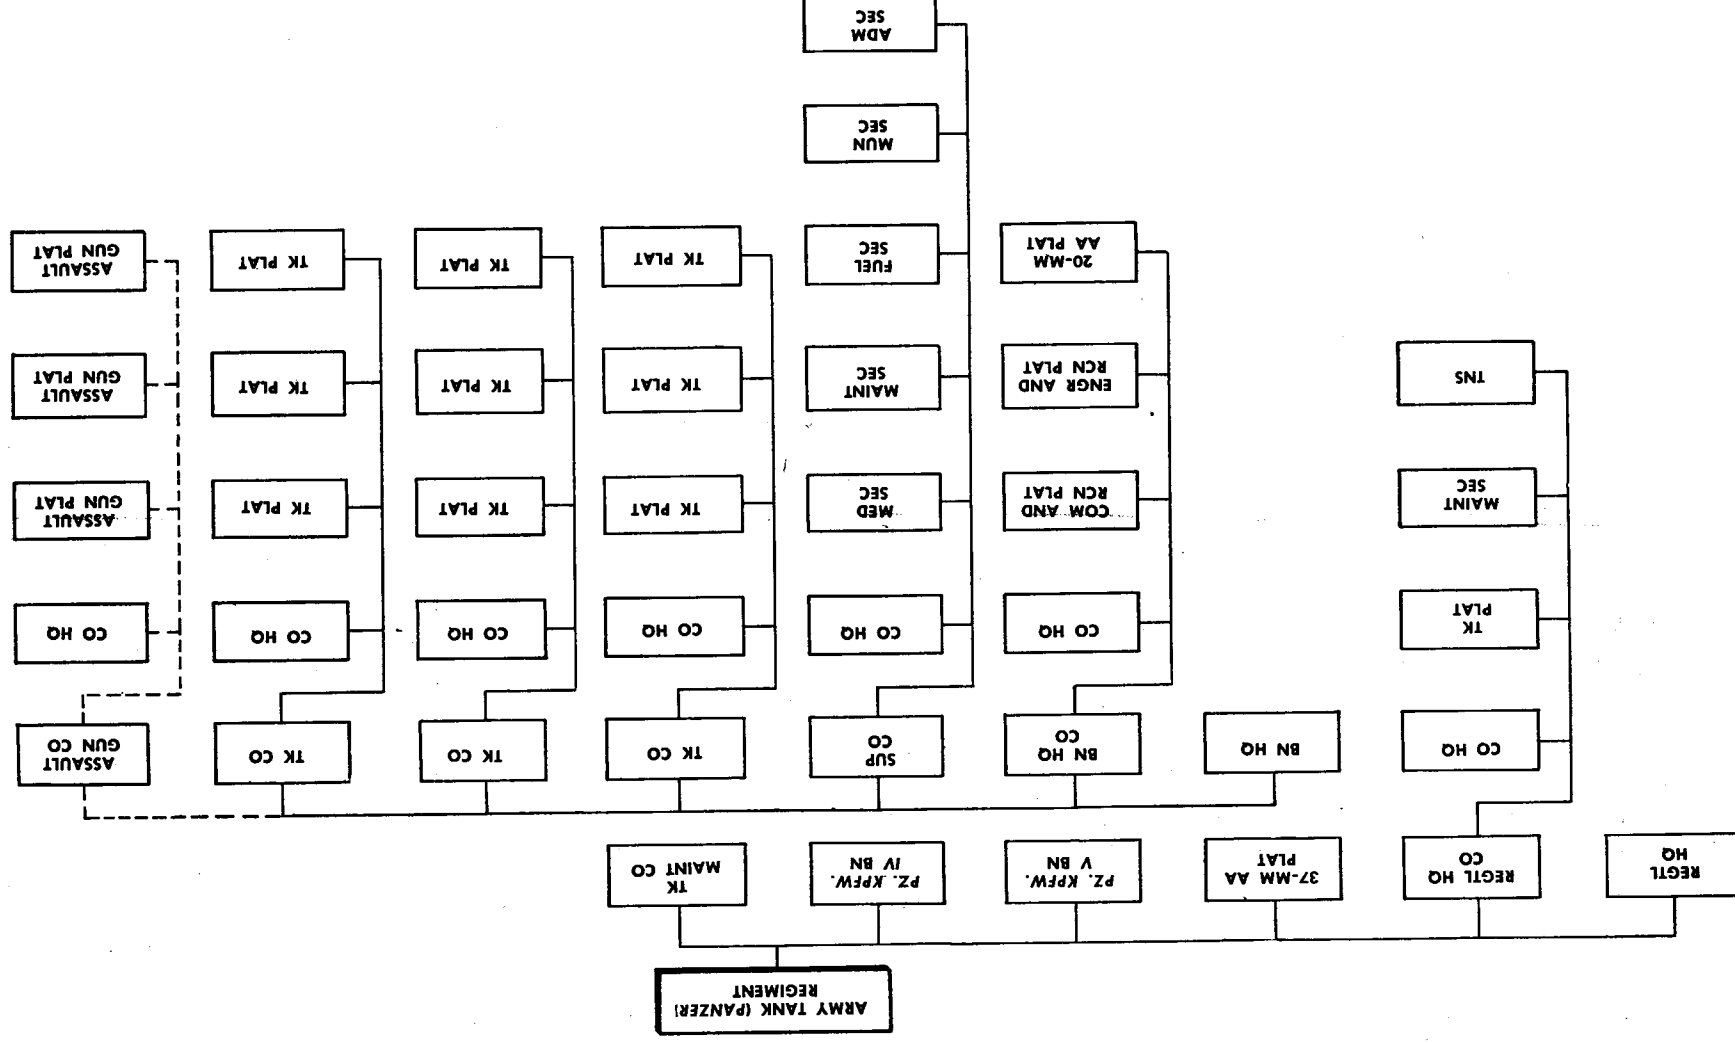 ARMY TANK (PANZER)
REGIMENT
REGTL
HQ
REGTL HQ
CO
37-MM AA
PLAT
PZ. KPFW.
V BN
PZ. KPFW.
IV BN
TK
MAINT CO
CO HQ
BN HQ
BN HQ
CO
SUP
CO
TK CO
TK CO
TK CO
ASSAULT
GUN CO
TK
PLAT
CO HQ
CO HQ
CO HQ
CO HQ
CO HQ
CO HQ
MAINT
SEC
COM AND
RCN PLAT
MED
SEC
TK PLAT
TK PLAT
TK PLAT
ASSAULT
GUN PLAT
TNS
ENGR AND
RCN PLAT
MAINT
SEC
TK PLAT
TK PLAT
TK PLAT
ASSAULT
GUN PLAT
20-MM
AA PLAT
FUEL
SEC
TK PLAT
TK PLAT
TK PLAT
ASSAULT
GUN PLAT
MUN
SEC
ADM
SEC